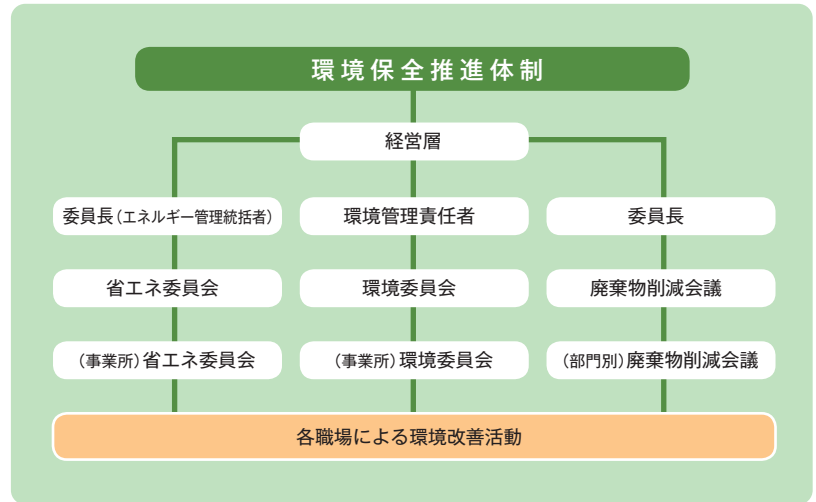 環境保全推進体制
経営層
委員長（エネルギー管理統括者）
環境管理責任者
委員長
省エネ委員会
環境委員会
廃棄物削減会議
（事業所）省エネ委員会
（事業所）環境委員会
（部門別）廃棄物削減会議
各職場による環境改善活動